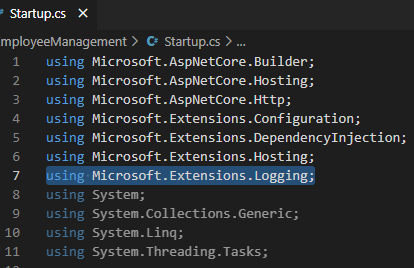 Startup.cs ×
mployeeManagement > Startup.cs > ...
1 using Microsoft.AspNetCore.Builder;
2 using Microsoft.AspNetCore.Hosting;
3 using Microsoft.AspNetCore.Http;
4 using Microsoft.Extensions.Configuration;
5 using Microsoft.Extensions.DependencyInjection;
6 using Microsoft.Extensions.Hosting;
7 using Microsoft.Extensions.Logging;
8 using System;
9 using System.Collections.Generic;
10 using System.Linq;
11 using System.Threading.Tasks;